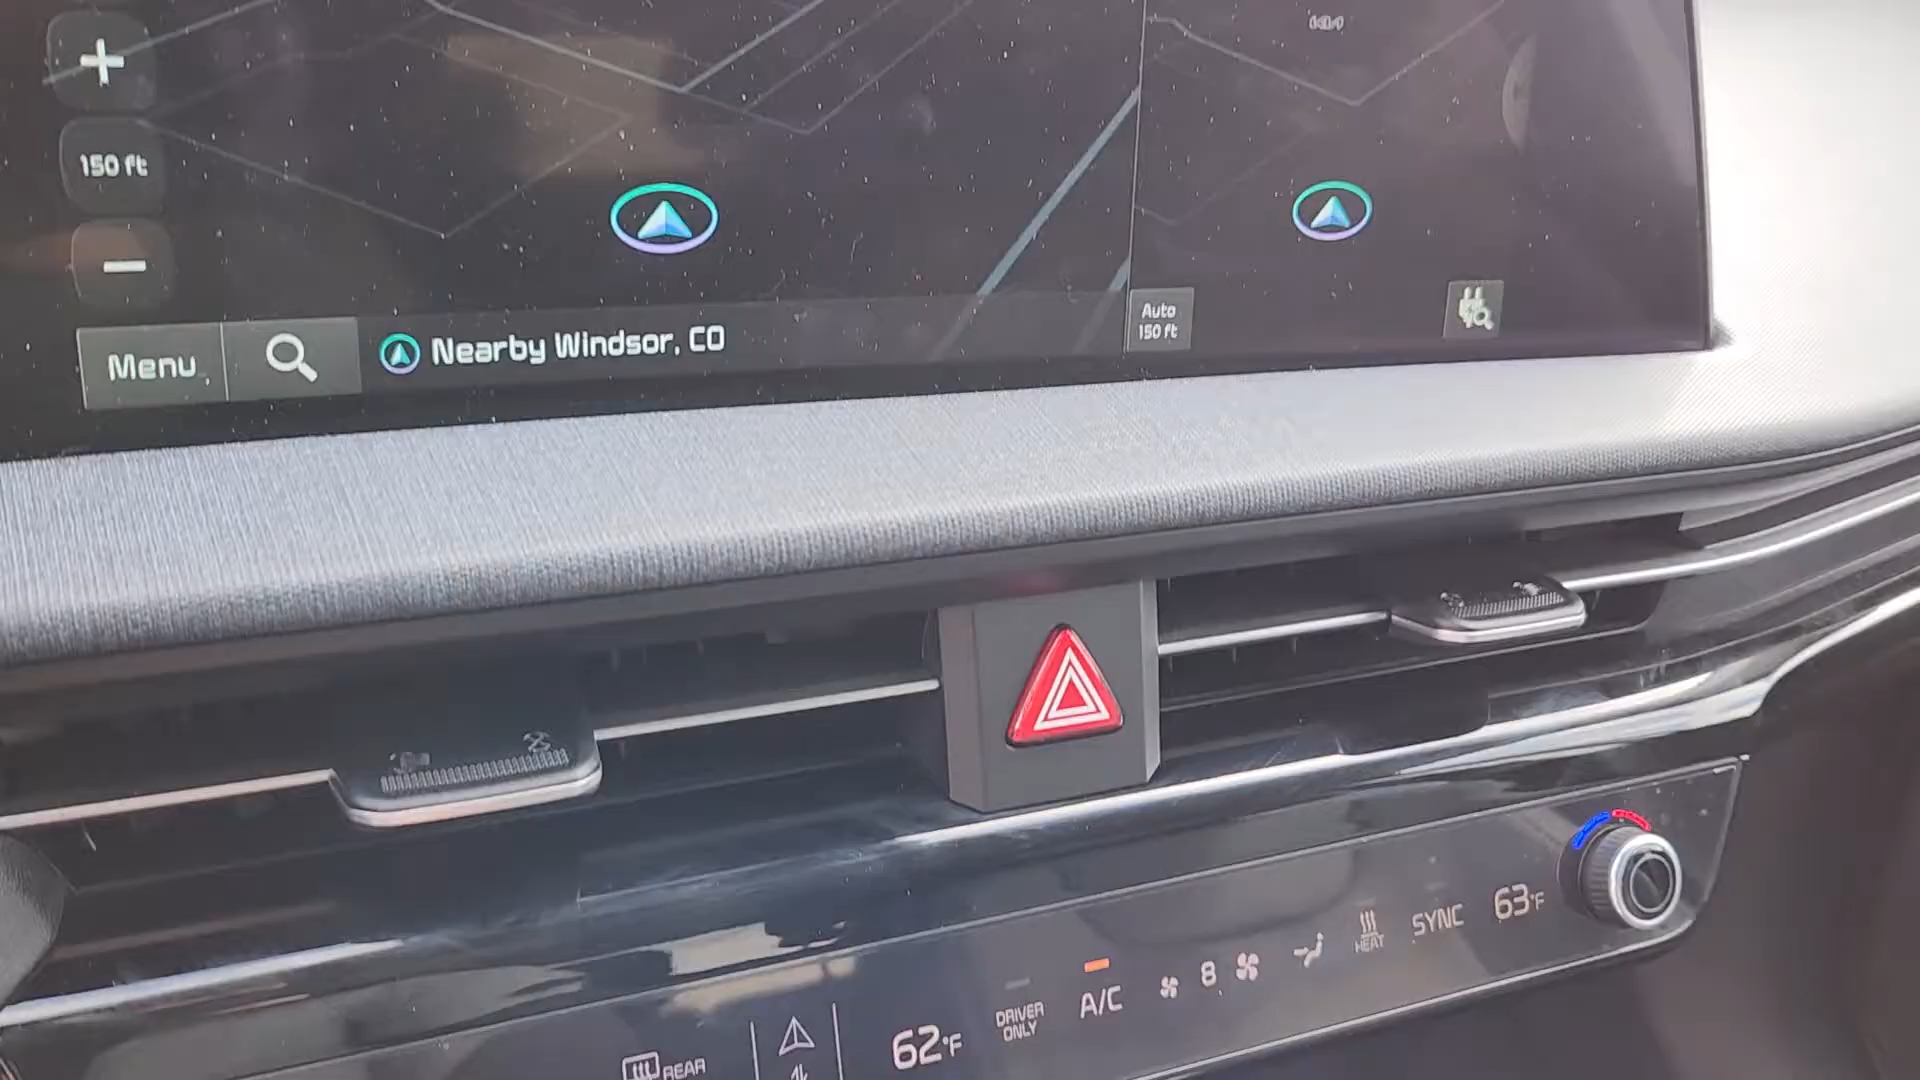 150 ft
Menu
Nearby Windsor, CO
Auto
150 ft
REAR
62°F
DRIVER
ONLY
A/C
8
HEAT
SYNC
63°F